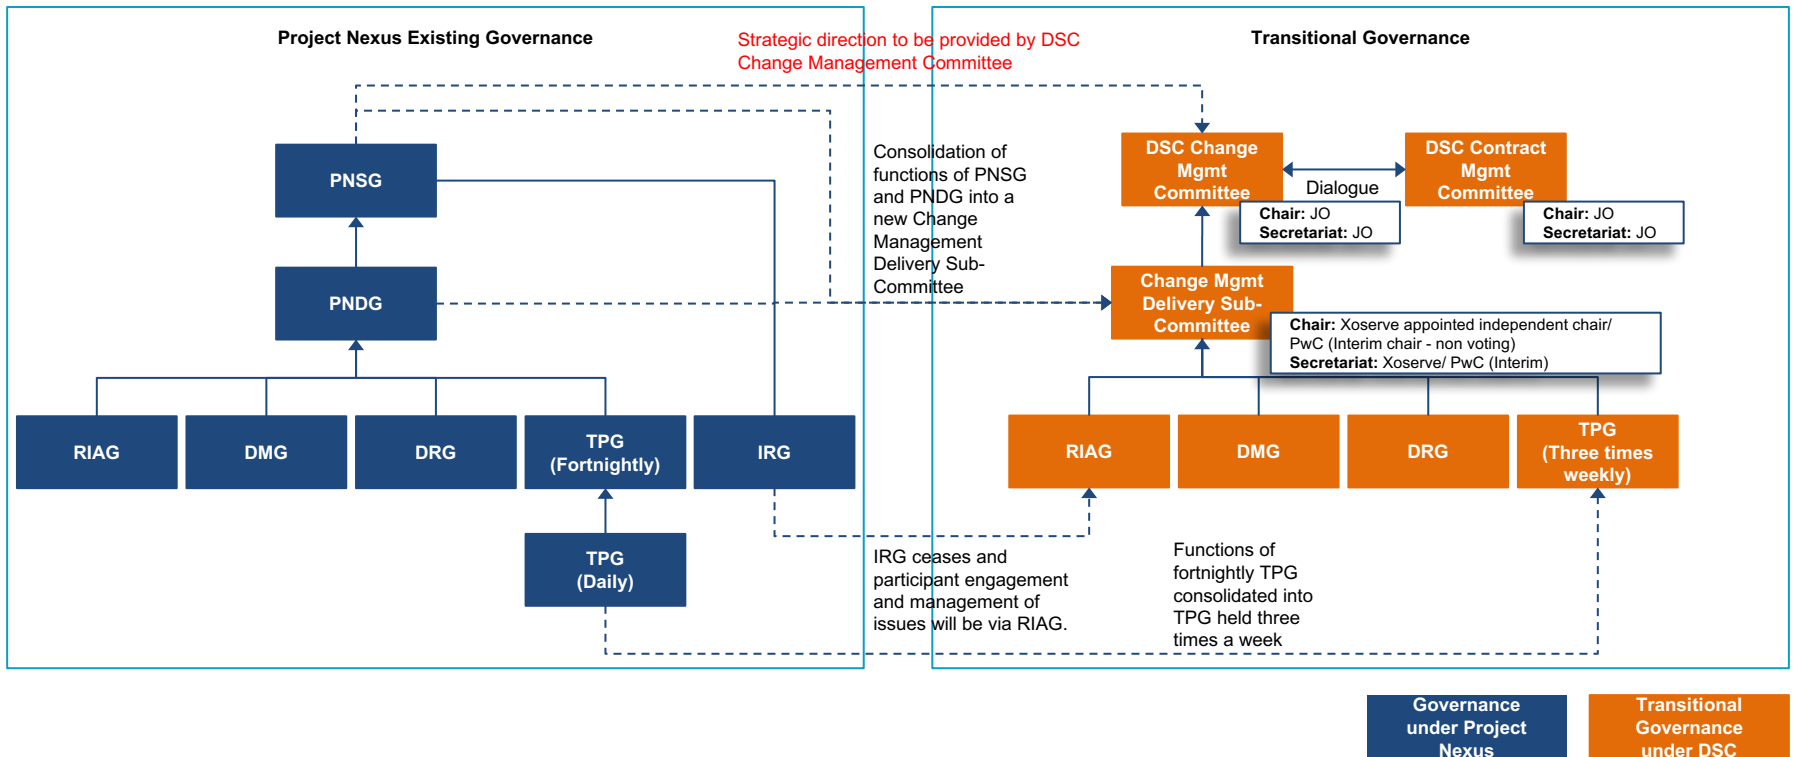 Project Nexus Existing Governance
Strategic direction to be provided by DSC
Change Management Committee
Transitional Governance
PNSG
Consolidation of
functions of PNSG
and PNDG into a
new Change
Management
Delivery Sub-
Committee
DSC Change
Mgmt
Committee
Dialogue
DSC Contract
Mgmt
Committee
Chair: JO
Secretariat: JO
Chair: JO
Secretariat: JO
PNDG
Change Mgmt
Delivery Sub-
Committee
Chair: Xoserve appointed independent chair/
PwC (Interim chair - non voting)
Secretariat: Xoserve/ PwC (Interim)
RIAG
DMG
DRG
TPG
(Fortnightly)
IRG
RIAG
DMG
DRG
TPG
(Three times
weekly)
TPG
(Daily)
IRG ceases and
participant engagement
and management of
issues will be via RIAG.
Functions of
fortnightly TPG
consolidated into
TPG held three
times a week
Governance
under Project
Nexus
Transitional
Governance
under DSC